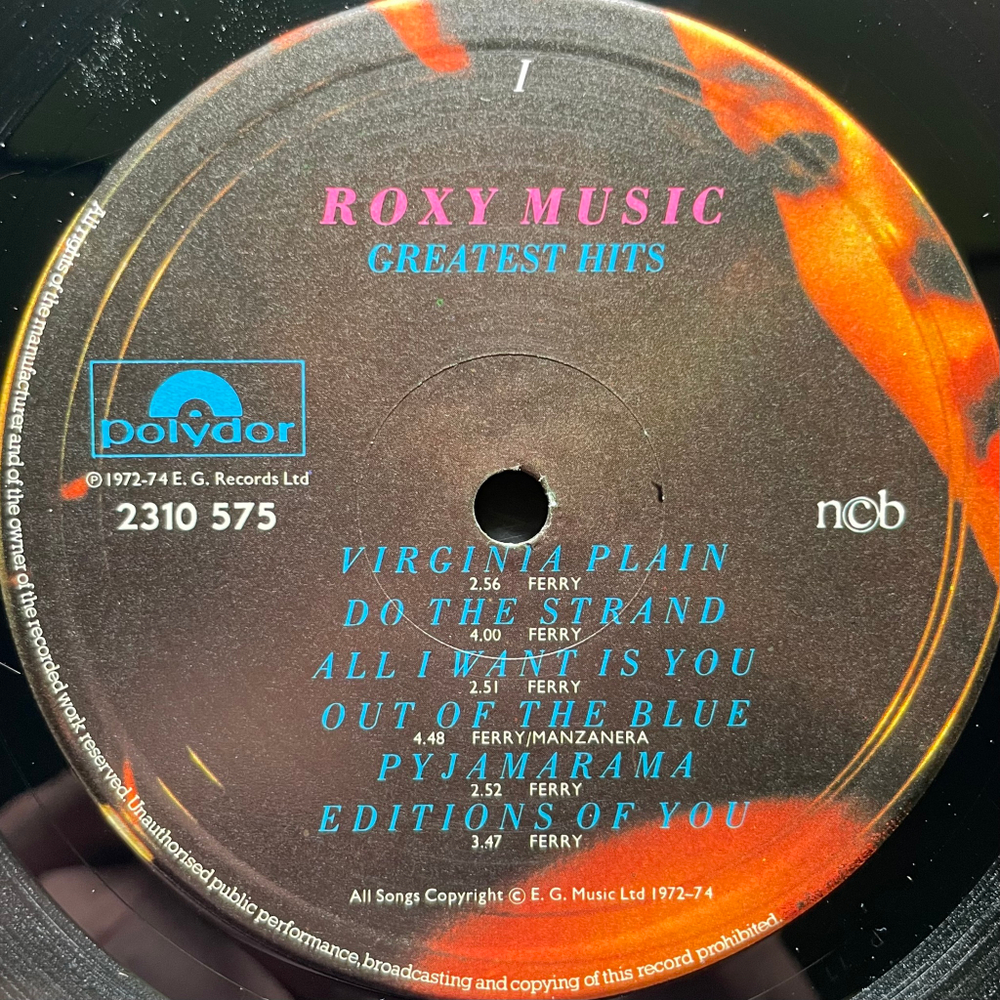 I
ROXY MUSIC
GREATEST HITS
polydor
Ⓟ1972-74 E. G. Records Ltd
2310 575
n©b
VIRGINIA PLAIN
2.56 FERRY
DO THE STRAND
4.00 FERRY
ALL I WANT IS YOU
2.51 FERRY
OUT OF THE BLUE
4.48 FERRY/MANZANERA
PYJAMARAMA
2.52 FERRY
EDITIONS OF YOU
3.47 FERRY
All Songs Copyright © E. G. Music Ltd 1972–74
All rights of the manufacturer and of the owner of the recorded work reserved. Unauthorised public performance, broadcasting and copying of this record prohibited.